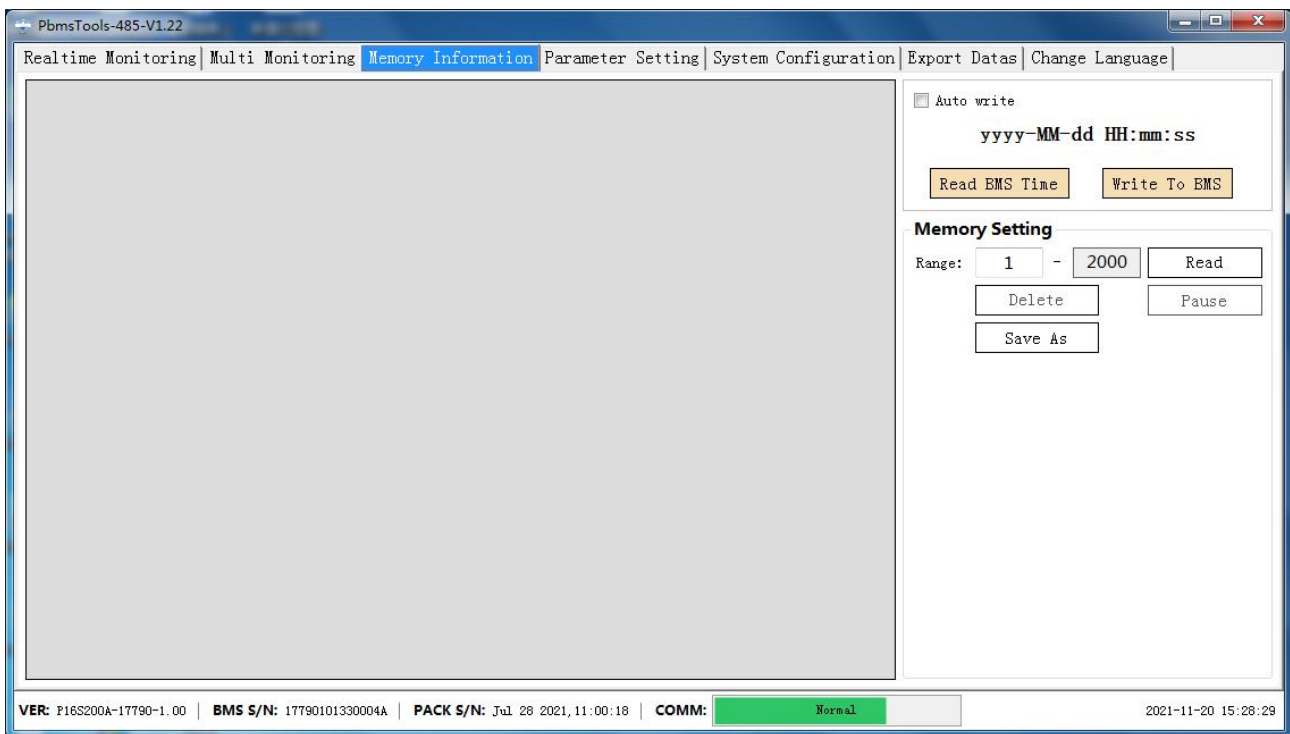 PbmsTools-485-V1.22
Realtime Monitoring Multi Monitoring Memory Information Parameter Setting System Configuration Export Datas Change Language
Auto write
yyyy-MM-dd HH:mm:ss
Read BMS Time Write To BMS
Memory Setting
Range: 1 - 2000 Read
Delete Pause
Save As
VER: P16S200A-17790-1.00 | BMS S/N: 17790101330004A | PACK S/N: Jul 28 2021,11:00:18 | COMM: Normal 2021-11-20 15:28:29